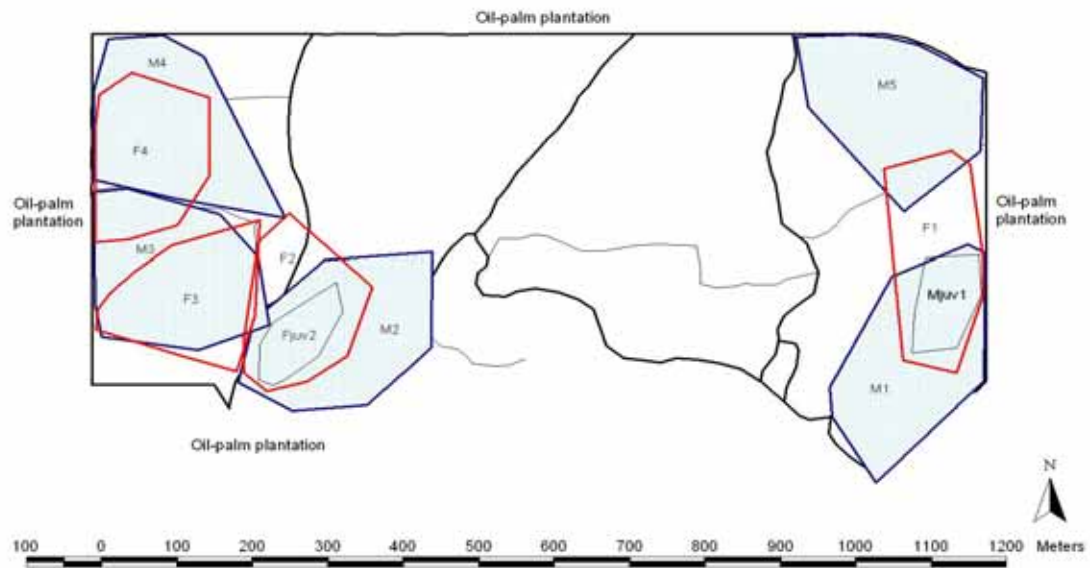 Oil-palm plantation
M4
M5
F4
Oil-palm
plantation
Oil-palm
plantation
M3
F2
F1
F3
Mjuv1
Fjuv2
M2
M1
Oil-palm plantation
N
100 0 100 200 300 400 500 600 700 800 900 1000 1100 1200 Meters